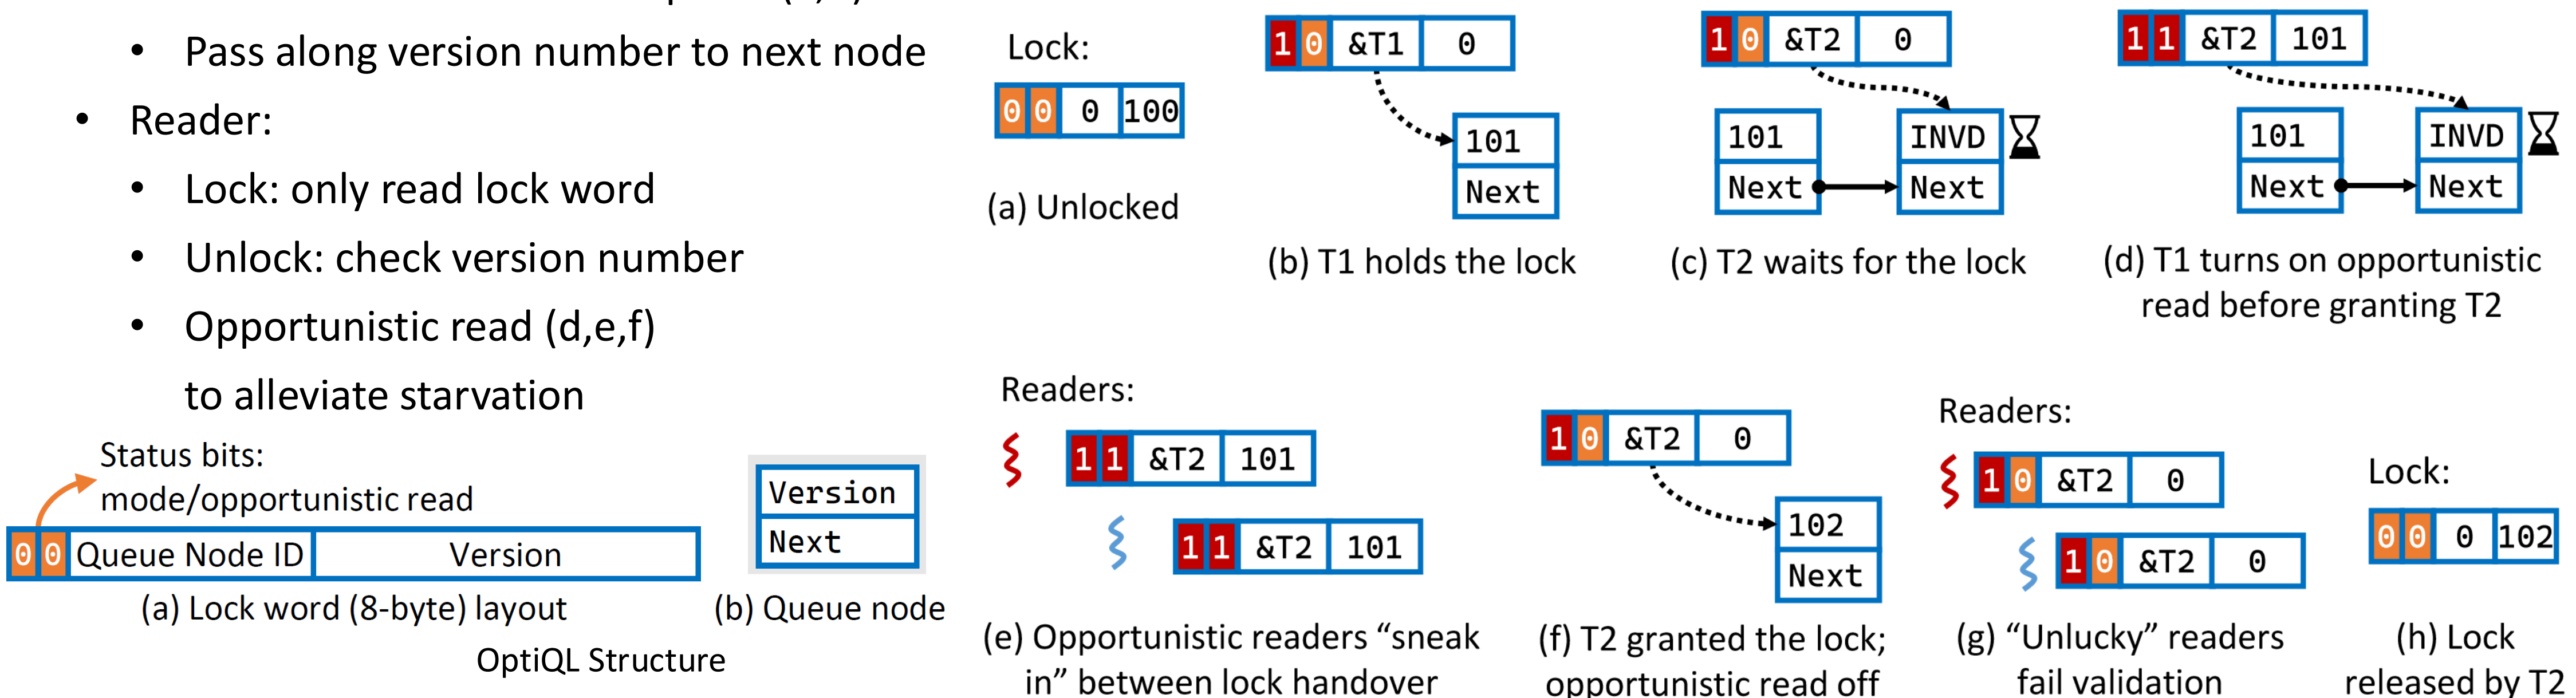 • Pass along version number to next node
• Reader:
• Lock: only read lock word
• Unlock: check version number
• Opportunistic read (d,e,f)
to alleviate starvation
Status bits:
mode/opportunistic read
0 0 Queue Node ID Version
(a) Lock word (8-byte) layout
Version
Next
(b) Queue node
OptiQL Structure
Lock:
0 0 0 100
(a) Unlocked
1 0 &T1 0
101
Next
(b) T1 holds the lock
1 0 &T2 0
101
Next
INVD
Next
(c) T2 waits for the lock
1 1 &T2 101
101
Next
INVD
Next
(d) T1 turns on opportunistic
read before granting T2
Readers:
1 1 &T2 101
1 1 &T2 101
(e) Opportunistic readers “sneak
in” between lock handover
1 0 &T2 0
102
Next
(f) T2 granted the lock;
opportunistic read off
Readers:
1 0 &T2 0
1 0 &T2 0
(g) “Unlucky” readers
fail validation
Lock:
0 0 0 102
(h) Lock
released by T2